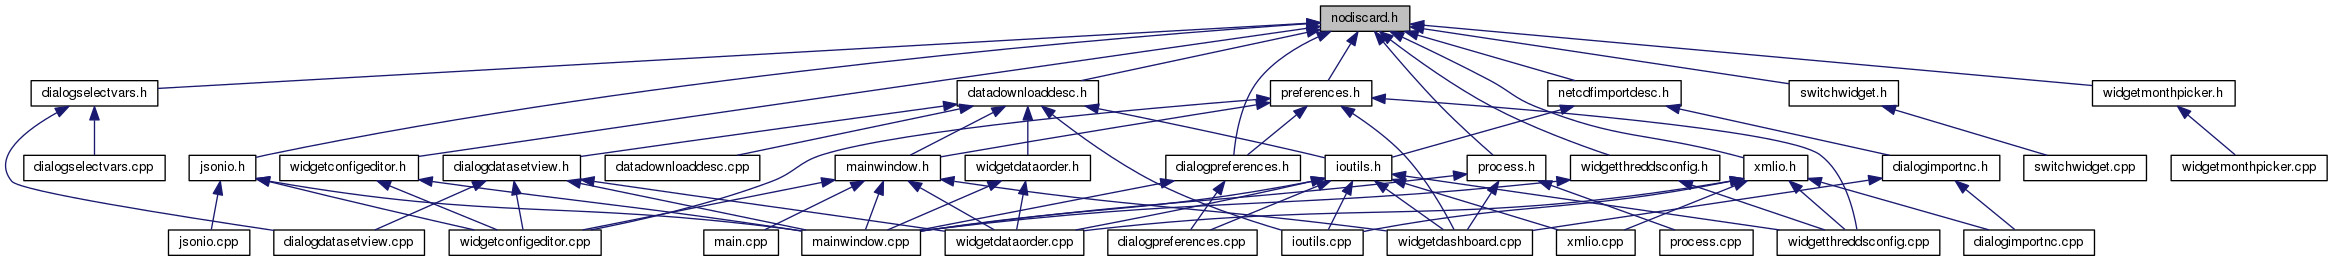 nodiscard.h
dialogselectvars.h
datadownloaddesc.h
preferences.h
netcdfimportdesc.h
switchwidget.h
widgetmonthpicker.h
dialogselectvars.cpp
jsonio.h
widgetconfigeditor.h
dialogdatasetview.h
datadownloaddesc.cpp
mainwindow.h
widgetdataorder.h
dialogpreferences.h
ioutils.h
process.h
widgetthreddsconfig.h
xmlio.h
dialogimportnc.h
switchwidget.cpp
widgetmonthpicker.cpp
jsonio.cpp
dialogdatasetview.cpp
widgetconfigeditor.cpp
main.cpp
mainwindow.cpp
widgetdataorder.cpp
dialogpreferences.cpp
ioutils.cpp
widgetdashboard.cpp
xmlio.cpp
process.cpp
widgetthreddsconfig.cpp
dialogimportnc.cpp